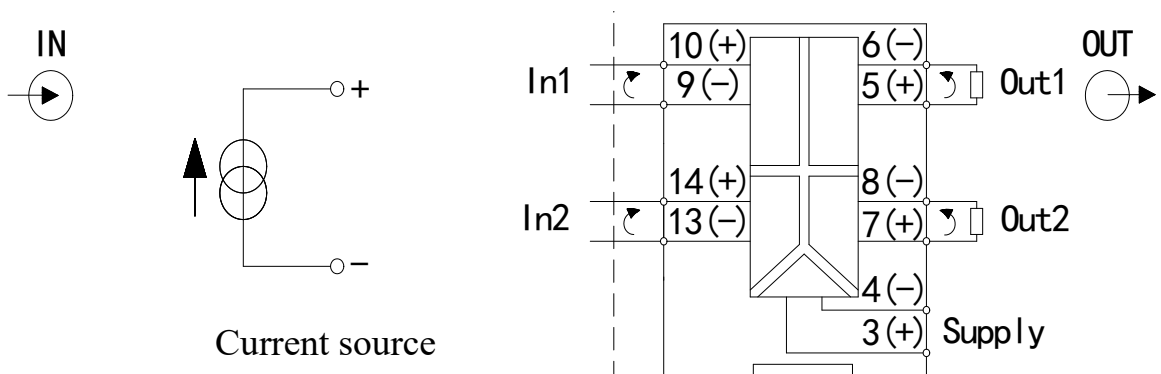 IN
+
−
Current source
In1
10(+)
9(−)
6(−)
5(+)
Out1
OUT
In2
14(+)
13(−)
8(−)
7(+)
Out2
4(−)
3(+)
Supply